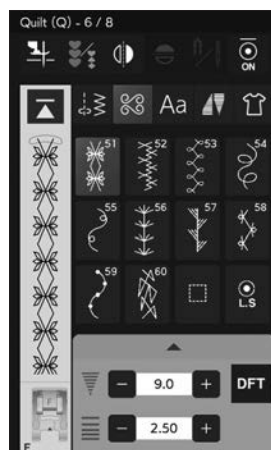 Quilt (Q) - 6 / 8
ON
Aa
51 52 53 54
55 56 57 58
59 60 L.S
- 9.0 + DFT
- 2.50 +
F